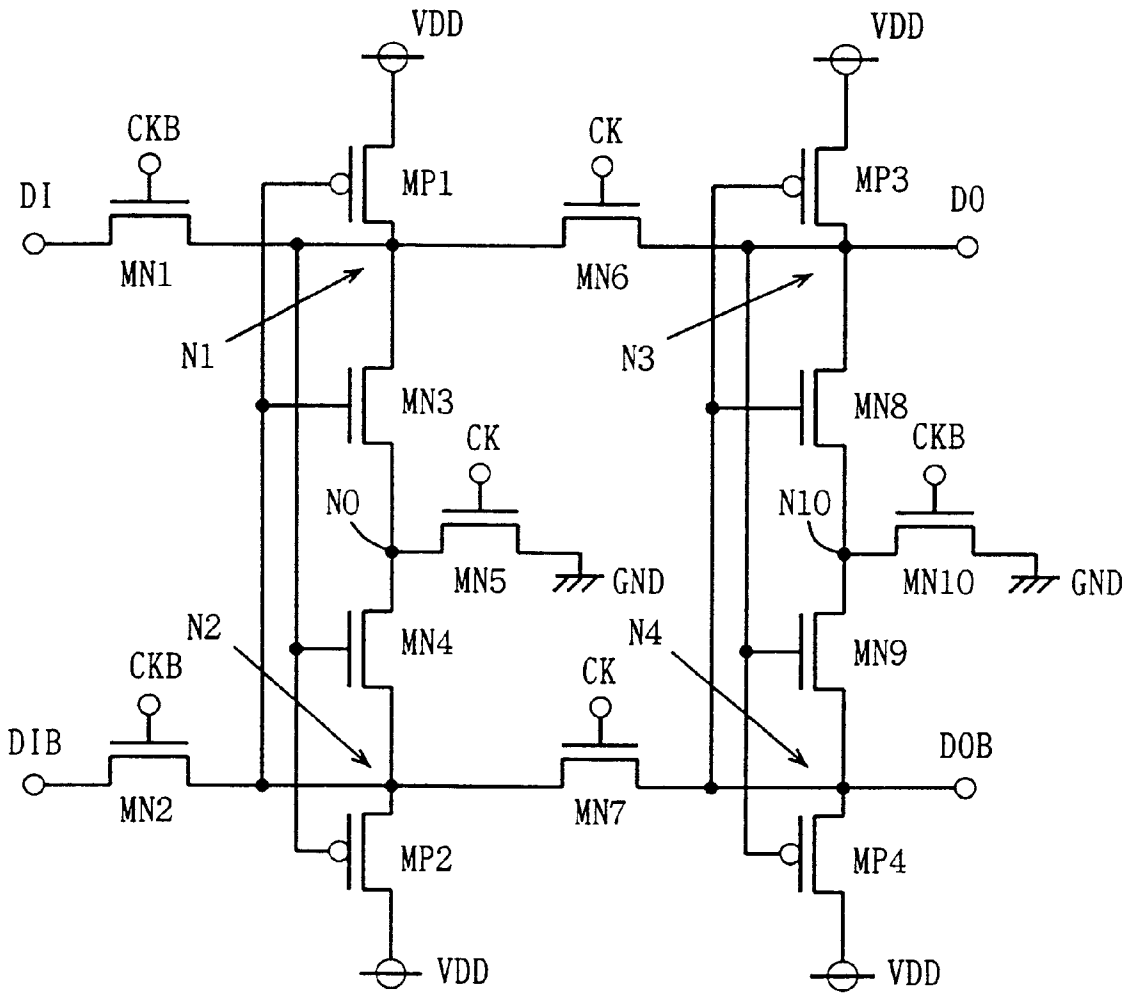 VDD
VDD
CKB
CK
DI
MP1
MP3
DO
MN1
MN6
N1
N3
MN3
MN8
CK
CKB
N0
N10
MN5
GND
MN10
GND
N2
MN4
N4
MN9
CKB
CK
DIB
DOB
MN2
MN7
MP2
MP4
VDD
VDD